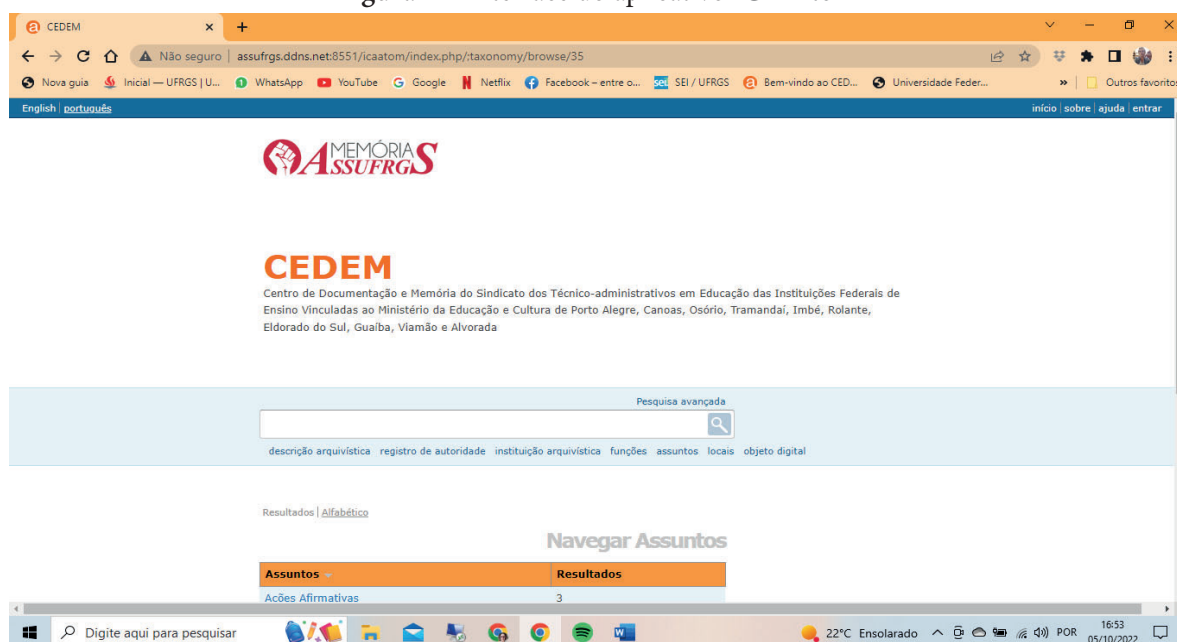 CEDEM
Não seguro assufrgs.ddns.net:8551/icaatom/index.php/;taxonomy/browse/35
Nova guia Inicial — UFRGS | U... WhatsApp YouTube Google Netflix Facebook – entre o... SEI / UFRGS Bem-vindo ao CED... Universidade Feder... » Outros favorito
English português início sobre ajuda entrar
MEMÓRIA
ASSUFRGS
CEDEM
Centro de Documentação e Memória do Sindicato dos Técnico-administrativos em Educação das Instituições Federais de
Ensino Vinculadas ao Ministério da Educação e Cultura de Porto Alegre, Canoas, Osório, Tramandaí, Imbé, Rolante,
Eldorado do Sul, Guaíba, Viamão e Alvorada
Pesquisa avançada
descrição arquivística registro de autoridade instituição arquivística funções assuntos locais objeto digital
Resultados | Alfabético
Navegar Assuntos
Assuntos Resultados
Ações Afirmativas 3
Digite aqui para pesquisar 22°C Ensolarado POR 16:53
05/10/2022